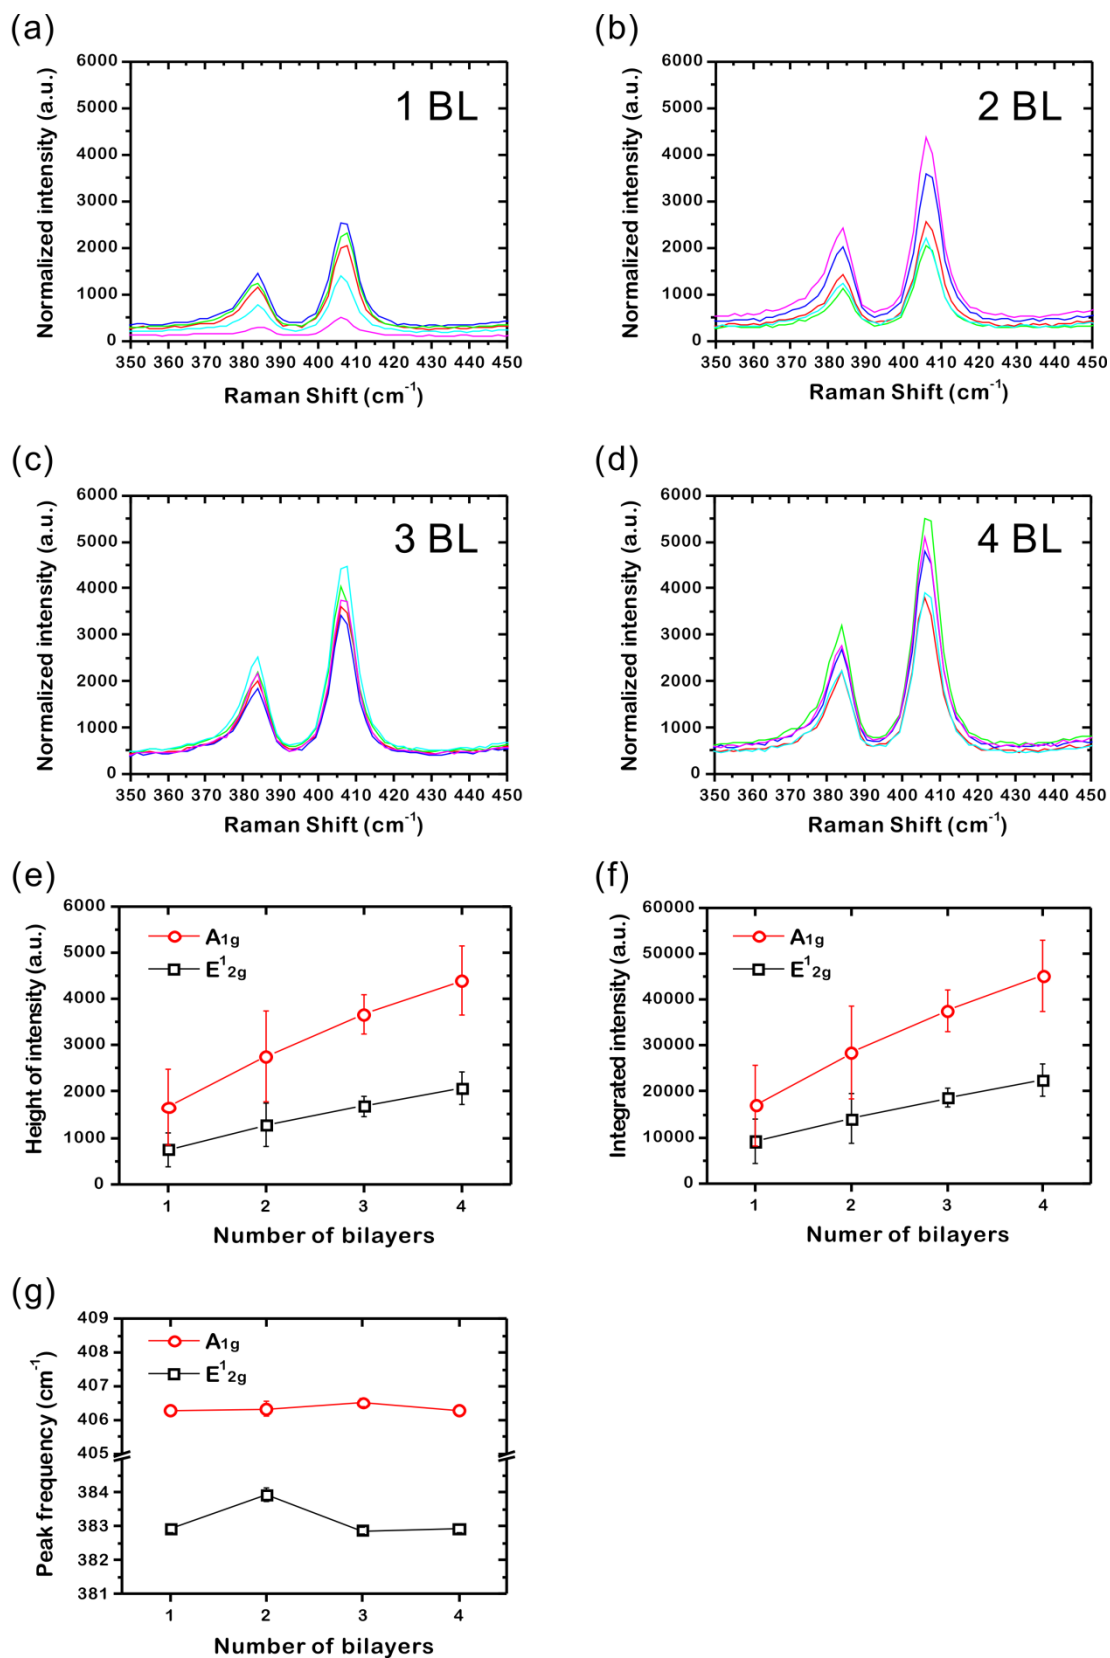 (a)
6000
5000
4000
3000
2000
1000
0
Normalized intensity (a.u.)
1 BL
350 360 370 380 390 400 410 420 430 440 450
Raman Shift (cm⁻¹)
(b)
6000
5000
4000
3000
2000
1000
0
Normalized intensity (a.u.)
2 BL
350 360 370 380 390 400 410 420 430 440 450
Raman Shift (cm⁻¹)
(c)
6000
5000
4000
3000
2000
1000
0
Normalized intensity (a.u.)
3 BL
350 360 370 380 390 400 410 420 430 440 450
Raman Shift (cm⁻¹)
(d)
6000
5000
4000
3000
2000
1000
0
Normalized intensity (a.u.)
4 BL
350 360 370 380 390 400 410 420 430 440 450
Raman Shift (cm⁻¹)
(e)
6000
5000
4000
3000
2000
1000
0
Height of intensity (a.u.)
A1g
E¹2g
1 2 3 4
Number of bilayers
(f)
60000
50000
40000
30000
20000
10000
0
Integrated intensity (a.u.)
A1g
E¹2g
1 2 3 4
Numer of bilayers
(g)
409
408
407
406
405
384
383
382
381
Peak frequency (cm⁻¹)
A1g
E¹2g
1 2 3 4
Number of bilayers